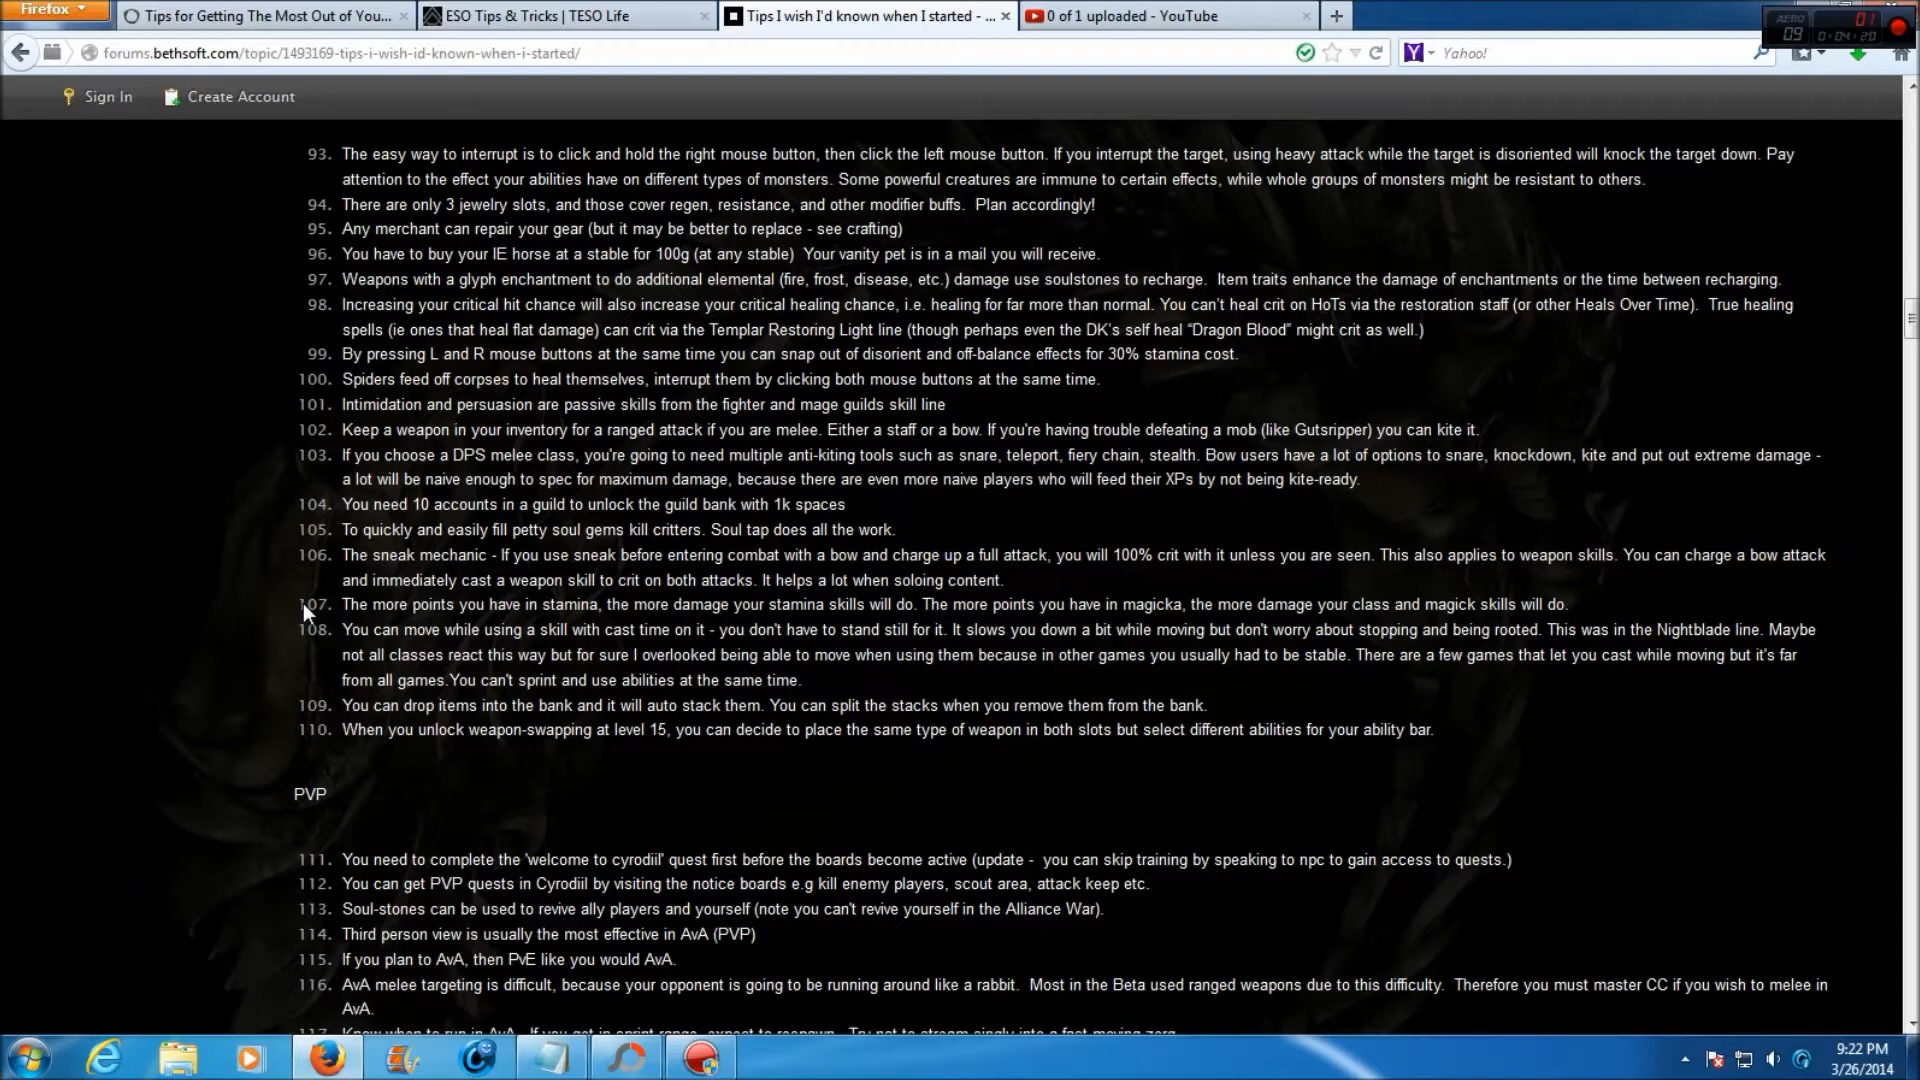 Firefox
Tips for Getting The Most Out of You...
ESO Tips & Tricks | TESO Life
Tips I wish I'd known when I started - ...
0 of 1 uploaded - YouTube
AERO
09
01
0:04:20
forums.bethsoft.com/topic/1493169-tips-i-wish-id-known-when-i-started/
Yahoo!
Sign In
Create Account
93. The easy way to interrupt is to click and hold the right mouse button, then click the left mouse button. If you interrupt the target, using heavy attack while the target is disoriented will knock the target down. Pay
attention to the effect your abilities have on different types of monsters. Some powerful creatures are immune to certain effects, while whole groups of monsters might be resistant to others.
94. There are only 3 jewelry slots, and those cover regen, resistance, and other modifier buffs. Plan accordingly!
95. Any merchant can repair your gear (but it may be better to replace - see crafting)
96. You have to buy your IE horse at a stable for 100g (at any stable) Your vanity pet is in a mail you will receive.
97. Weapons with a glyph enchantment to do additional elemental (fire, frost, disease, etc.) damage use soulstones to recharge. Item traits enhance the damage of enchantments or the time between recharging.
98. Increasing your critical hit chance will also increase your critical healing chance, i.e. healing for far more than normal. You can't heal crit on HoTs via the restoration staff (or other Heals Over Time). True healing
spells (ie ones that heal flat damage) can crit via the Templar Restoring Light line (though perhaps even the DK's self heal “Dragon Blood” might crit as well.)
99. By pressing L and R mouse buttons at the same time you can snap out of disorient and off-balance effects for 30% stamina cost.
100. Spiders feed off corpses to heal themselves, interrupt them by clicking both mouse buttons at the same time.
101. Intimidation and persuasion are passive skills from the fighter and mage guilds skill line
102. Keep a weapon in your inventory for a ranged attack if you are melee. Either a staff or a bow. If you're having trouble defeating a mob (like Gutsripper) you can kite it.
103. If you choose a DPS melee class, you're going to need multiple anti-kiting tools such as snare, teleport, fiery chain, stealth. Bow users have a lot of options to snare, knockdown, kite and put out extreme damage -
a lot will be naive enough to spec for maximum damage, because there are even more naive players who will feed their XPs by not being kite-ready.
104. You need 10 accounts in a guild to unlock the guild bank with 1k spaces
105. To quickly and easily fill petty soul gems kill critters. Soul tap does all the work.
106. The sneak mechanic - If you use sneak before entering combat with a bow and charge up a full attack, you will 100% crit with it unless you are seen. This also applies to weapon skills. You can charge a bow attack
and immediately cast a weapon skill to crit on both attacks. It helps a lot when soloing content.
107. The more points you have in stamina, the more damage your stamina skills will do. The more points you have in magicka, the more damage your class and magick skills will do.
108. You can move while using a skill with cast time on it - you don't have to stand still for it. It slows you down a bit while moving but don't worry about stopping and being rooted. This was in the Nightblade line. Maybe
not all classes react this way but for sure I overlooked being able to move when using them because in other games you usually had to be stable. There are a few games that let you cast while moving but it's far
from all games.You can't sprint and use abilities at the same time.
109. You can drop items into the bank and it will auto stack them. You can split the stacks when you remove them from the bank.
110. When you unlock weapon-swapping at level 15, you can decide to place the same type of weapon in both slots but select different abilities for your ability bar.
PVP
111. You need to complete the 'welcome to cyrodiil' quest first before the boards become active (update - you can skip training by speaking to npc to gain access to quests.)
112. You can get PVP quests in Cyrodiil by visiting the notice boards e.g kill enemy players, scout area, attack keep etc.
113. Soul-stones can be used to revive ally players and yourself (note you can't revive yourself in the Alliance War).
114. Third person view is usually the most effective in AvA (PVP)
115. If you plan to AvA, then PvE like you would AvA.
116. AvA melee targeting is difficult, because your opponent is going to be running around like a rabbit. Most in the Beta used ranged weapons due to this difficulty. Therefore you must master CC if you wish to melee in
AvA.
117. Know when to run in AvA. If you get in sprint range, expect to respawn. Try not to stream singly into a fast moving zerg.
9:22 PM
3/26/2014